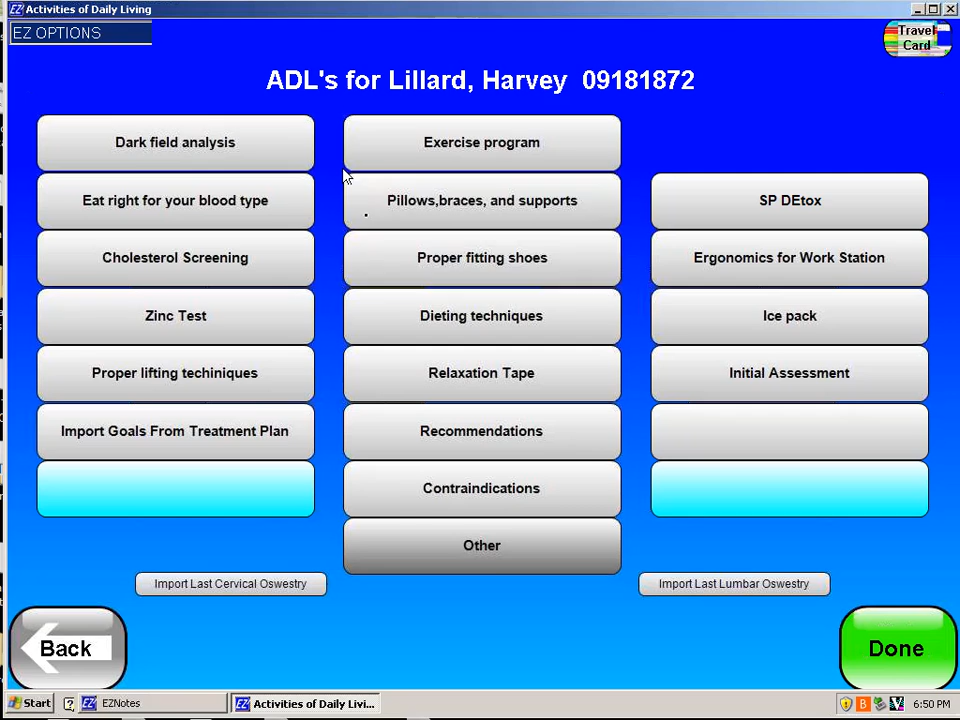 EZ Activities of Daily Living
EZ OPTIONS
Travel
Card
ADL's for Lillard, Harvey 09181872
Dark field analysis
Exercise program
Eat right for your blood type
Pillows,braces, and supports
SP DEtox
Cholesterol Screening
Proper fitting shoes
Ergonomics for Work Station
Zinc Test
Dieting techniques
Ice pack
Proper lifting techiniques
Relaxation Tape
Initial Assessment
Import Goals From Treatment Plan
Recommendations
Contraindications
Other
Import Last Cervical Oswestry
Import Last Lumbar Oswestry
Back
Done
Start
EZ EZNotes
EZ Activities of Daily Livi...
6:50 PM